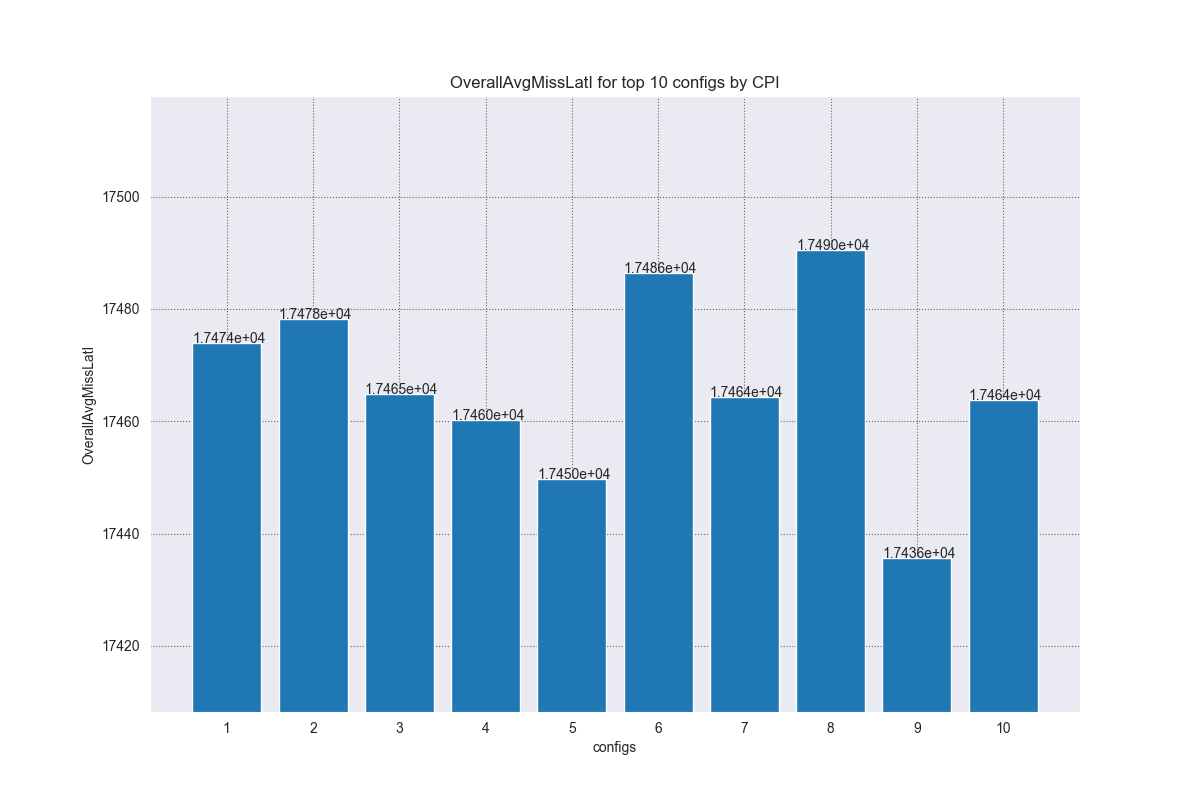 OverallAvgMissLatI for top 10 configs by CPI
OverallAvgMissLatI
17500
17480
17460
17440
17420
1.7474e+04
1.7478e+04
1.7465e+04
1.7460e+04
1.7450e+04
1.7486e+04
1.7464e+04
1.7490e+04
1.7436e+04
1.7464e+04
1 2 3 4 5 6 7 8 9 10
configs